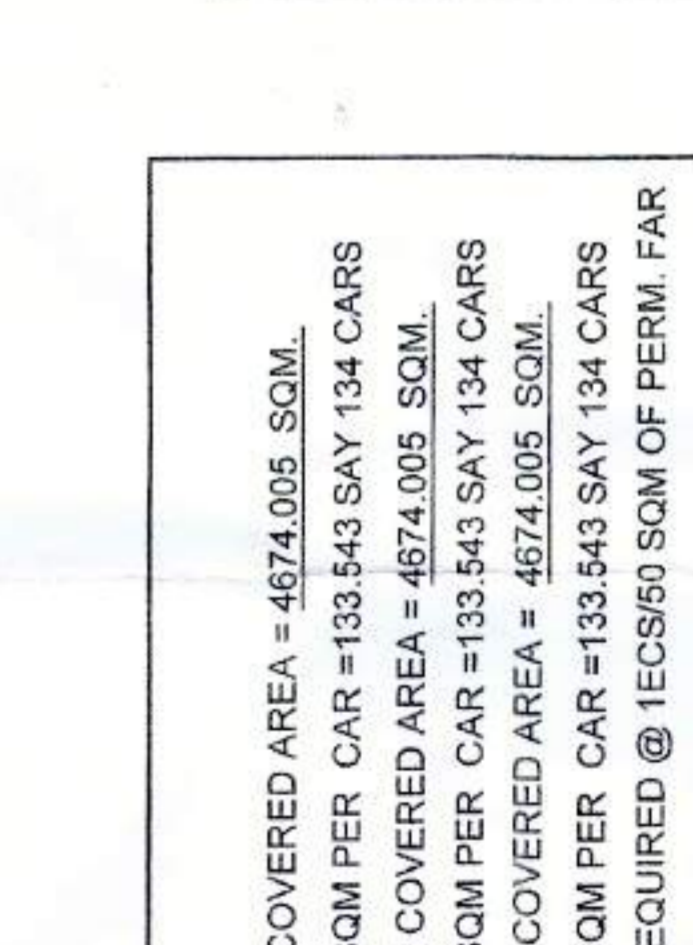 COVERED AREA = 4674.005 SQM.
SQM PER CAR =133.543 SAY 134 CARS
COVERED AREA = 4674.005 SQM.
SQM PER CAR =133.543 SAY 134 CARS
COVERED AREA = 4674.005 SQM.
QM PER CAR =133.543 SAY 134 CARS
EQUIRED @ 1ECS/50 SQM OF PERM. FAR